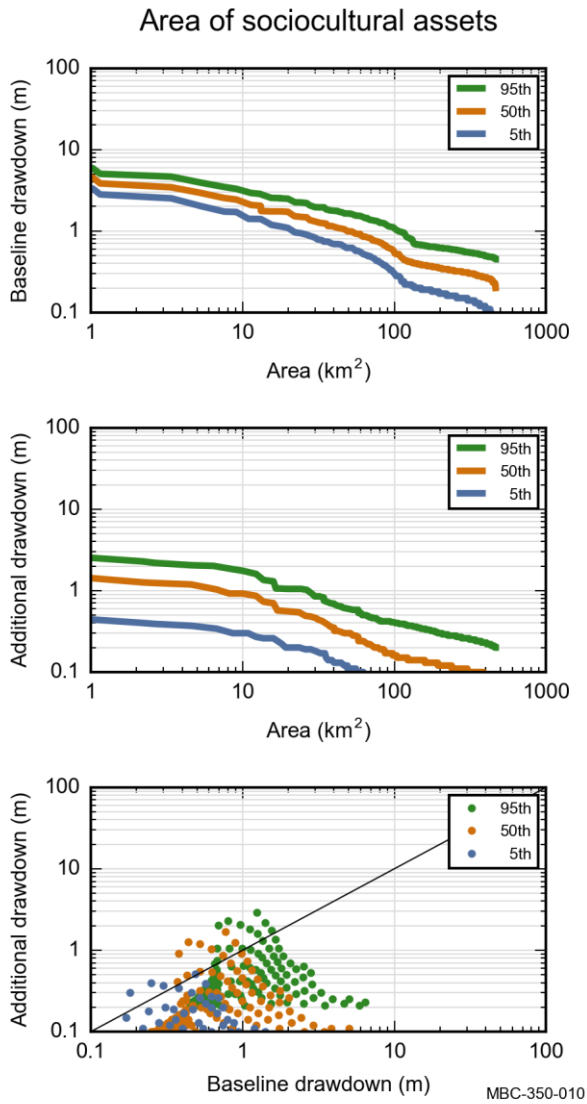 Area of sociocultural assets
100
10
1
0.1
Baseline drawdown (m)
95th
50th
5th
1 10 100 1000
Area (km²)
100
10
1
0.1
Additional drawdown (m)
95th
50th
5th
1 10 100 1000
Area (km²)
100
10
1
0.1
Additional drawdown (m)
95th
50th
5th
0.1 1 10 100
Baseline drawdown (m)
MBC-350-010